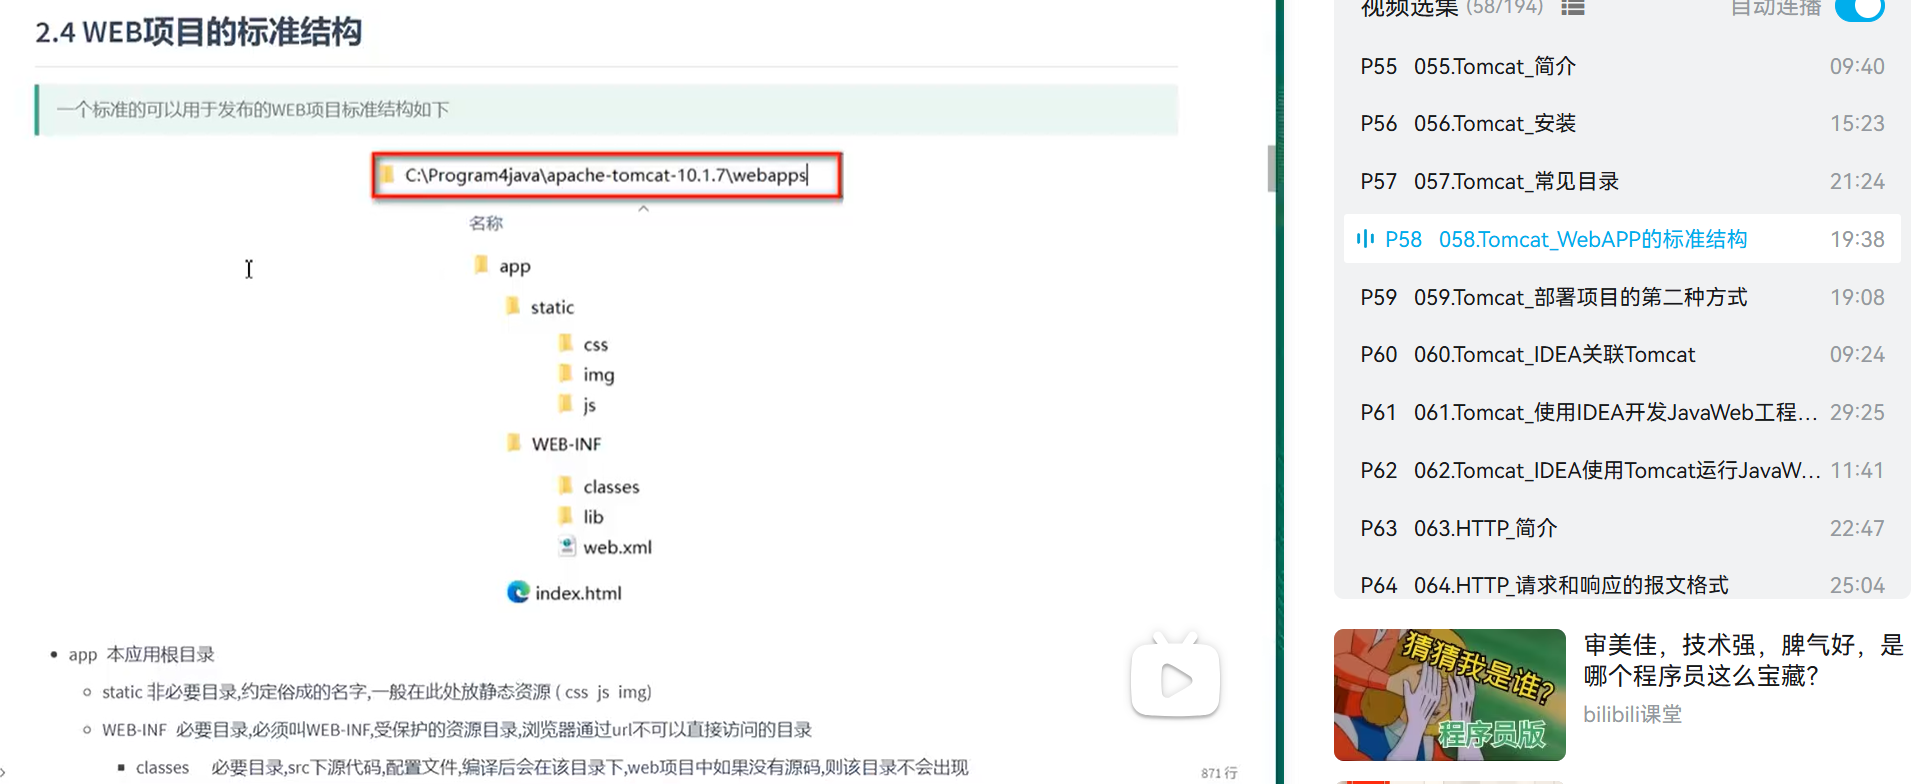 2.4 WEB项目的标准结构
一个标准的可以用于发布的WEB项目标准结构如下
C:\Program4java\apache-tomcat-10.1.7\webapps
名称
app
static
css
img
js
WEB-INF
classes
lib
web.xml
index.html
app 本应用根目录
static 非必要目录,约定俗成的名字,一般在此处放静态资源 ( css js img)
WEB-INF 必要目录,必须叫WEB-INF,受保护的资源目录,浏览器通过url不可以直接访问的目录
classes 必要目录,src下源代码,配置文件,编译后会在该目录下,web项目中如果没有源码,则该目录不会出现
871 行
视频选集 (58/194) 自动连播
P55 055.Tomcat_简介 09:40
P56 056.Tomcat_安装 15:23
P57 057.Tomcat_常见目录 21:24
P58 058.Tomcat_WebAPP的标准结构 19:38
P59 059.Tomcat_部署项目的第二种方式 19:08
P60 060.Tomcat_IDEA关联Tomcat 09:24
P61 061.Tomcat_使用IDEA开发JavaWeb工程... 29:25
P62 062.Tomcat_IDEA使用Tomcat运行JavaW... 11:41
P63 063.HTTP_简介 22:47
P64 064.HTTP_请求和响应的报文格式 25:04
猜猜我是谁?
程序员版
审美佳，技术强，脾气好，是
哪个程序员这么宝藏？
bilibili课堂